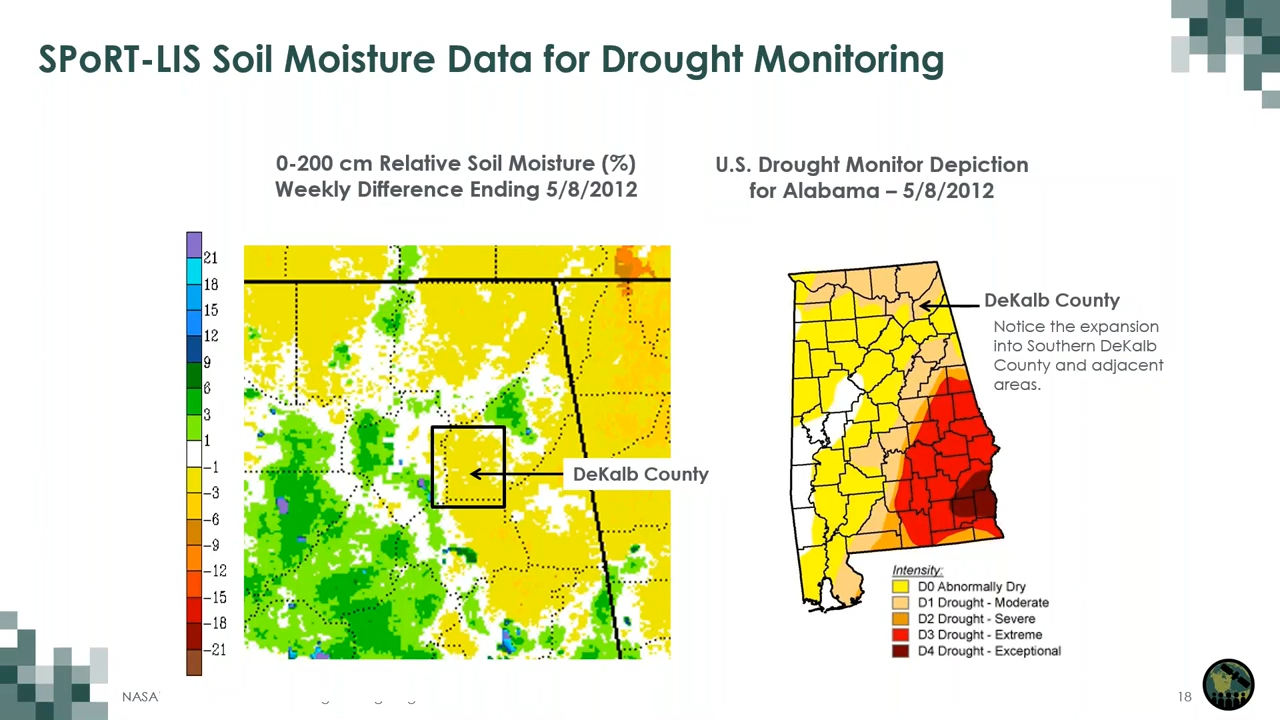 SPoRT-LIS Soil Moisture Data for Drought Monitoring
0-200 cm Relative Soil Moisture (%)
Weekly Difference Ending 5/8/2012
U.S. Drought Monitor Depiction
for Alabama – 5/8/2012
21
18
15
12
9
6
3
1
-1
-3
-6
-9
-12
-15
-18
-21
DeKalb County
DeKalb County
Notice the expansion
into Southern DeKalb
County and adjacent
areas.
Intensity:
D0 Abnormally Dry
D1 Drought - Moderate
D2 Drought - Severe
D3 Drought - Extreme
D4 Drought - Exceptional
NASA
18